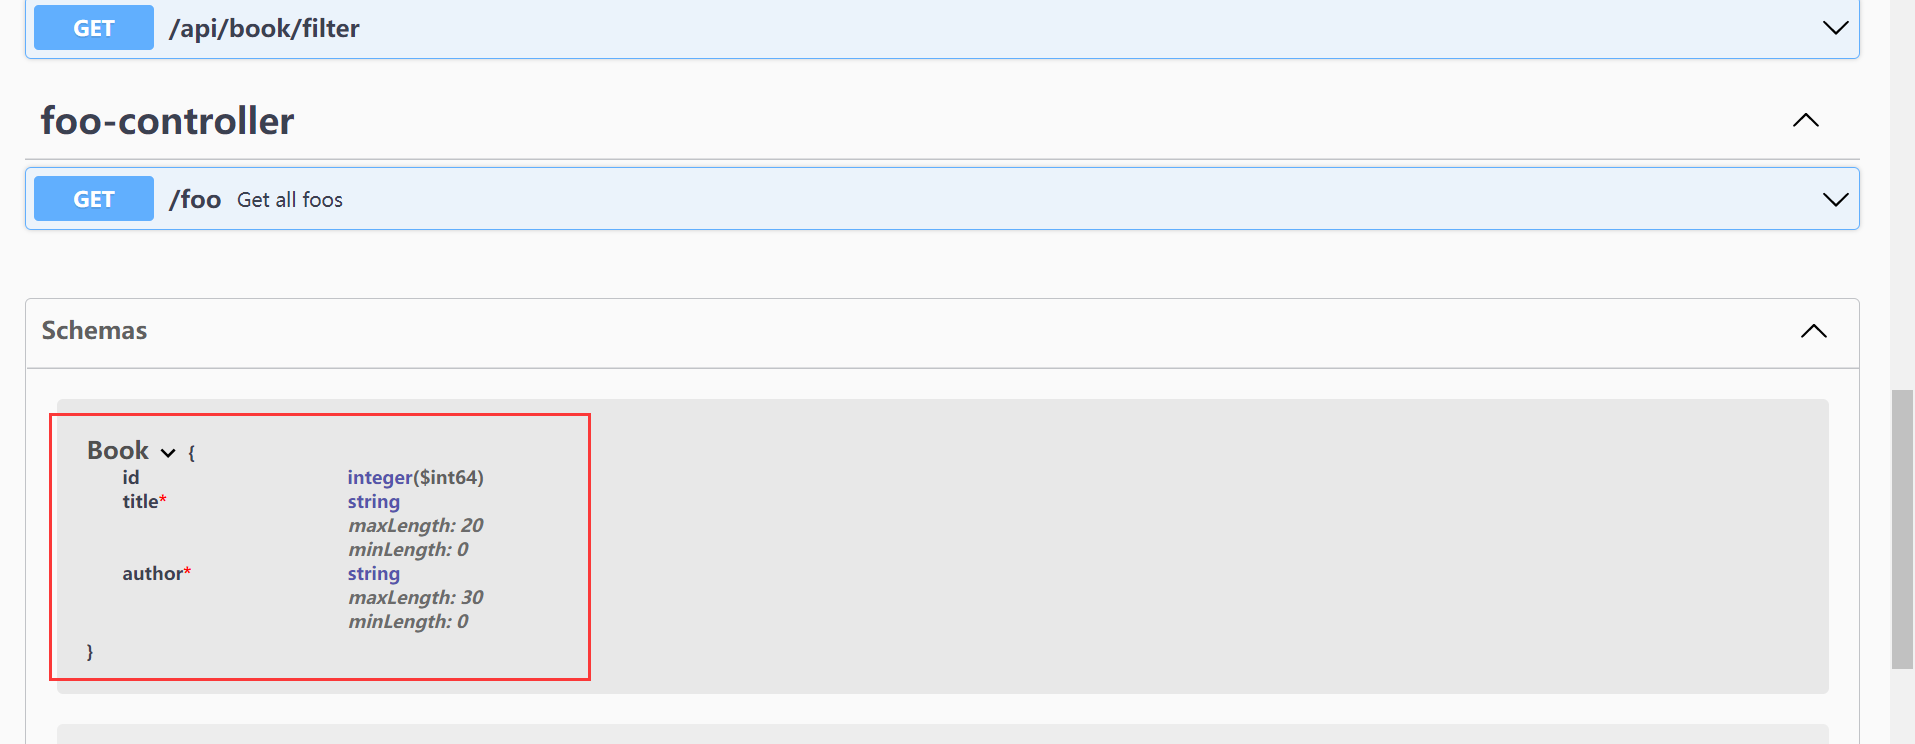 GET /api/book/filter
foo-controller
GET /foo Get all foos
Schemas
Book {
id integer($int64)
title* string
maxLength: 20
minLength: 0
author* string
maxLength: 30
minLength: 0
}